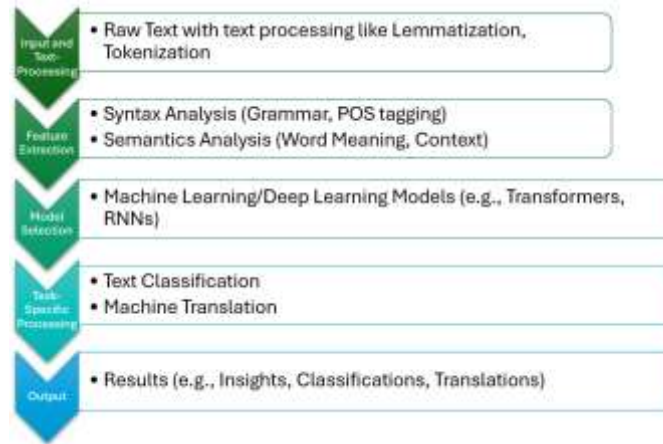 Input and
Text-
Processing
• Raw Text with text processing like Lemmatization,
Tokenization
Feature
Extraction
• Syntax Analysis (Grammar, POS tagging)
• Semantics Analysis (Word Meaning, Context)
Model
Selection
• Machine Learning/Deep Learning Models (e.g., Transformers,
RNNs)
Task-
Specific
Processing
• Text Classification
• Machine Translation
Output
• Results (e.g., Insights, Classifications, Translations)